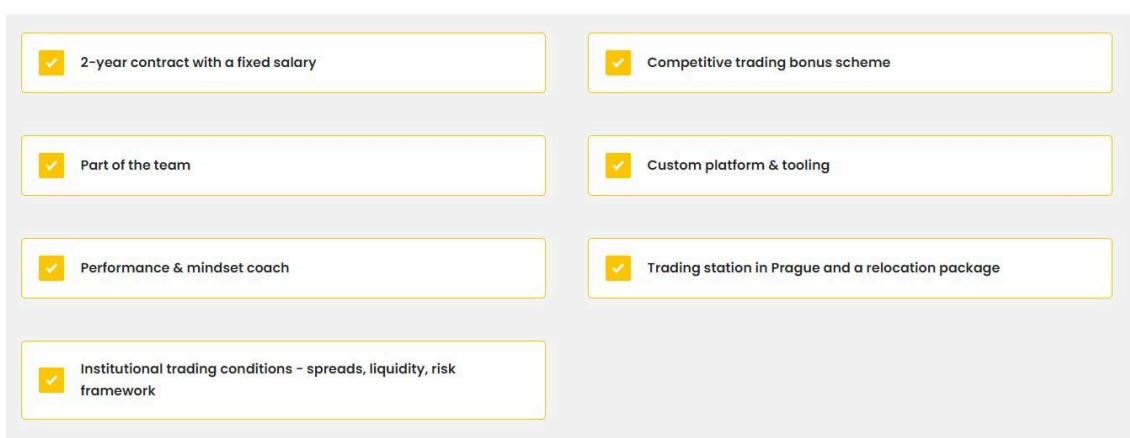 2-year contract with a fixed salary
Competitive trading bonus scheme
Part of the team
Custom platform & tooling
Performance & mindset coach
Trading station in Prague and a relocation package
Institutional trading conditions - spreads, liquidity, risk
framework